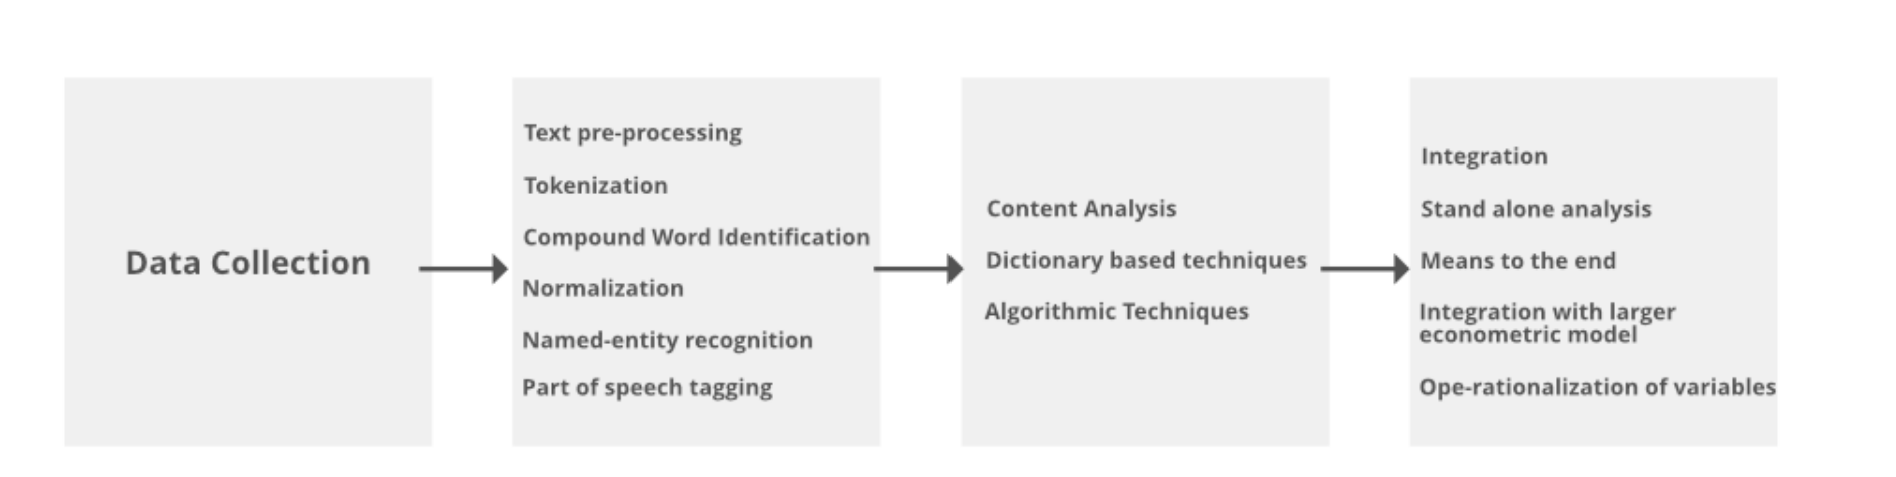 Data Collection
Text pre-processing
Tokenization
Compound Word Identification
Normalization
Named-entity recognition
Part of speech tagging
Content Analysis
Dictionary based techniques
Algorithmic Techniques
Integration
Stand alone analysis
Means to the end
Integration with larger
econometric model
Ope-rationalization of variables